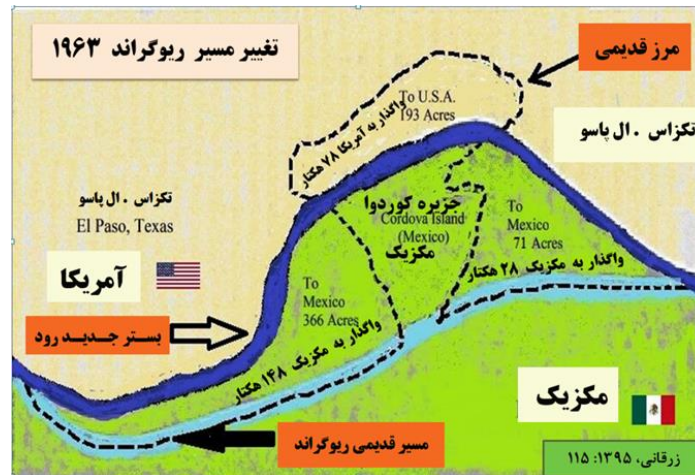 تغییر مسیر ریوگراند ۱۹۶۳
مرز قدیمی
To U.S.A.
193 Acres
واگذار به آمریکا ۷۸ هکتار
تکزاس . ال پاسو
تکزاس . ال پاسو
El Paso, Texas
آمریکا
جزیره کوردوا
Cordova Island
(Mexico)
مکزیک
To
Mexico
71 Acres
واگذار به مکزیک ۲۸ هکتار
To
Mexico
366 Acres
واگذار به مکزیک ۱۴۸ هکتار
بستر جدید رود
مکزیک
مسیر قدیمی ریوگراند
زرقانی، ۱۳۹۵: ۱۱۵